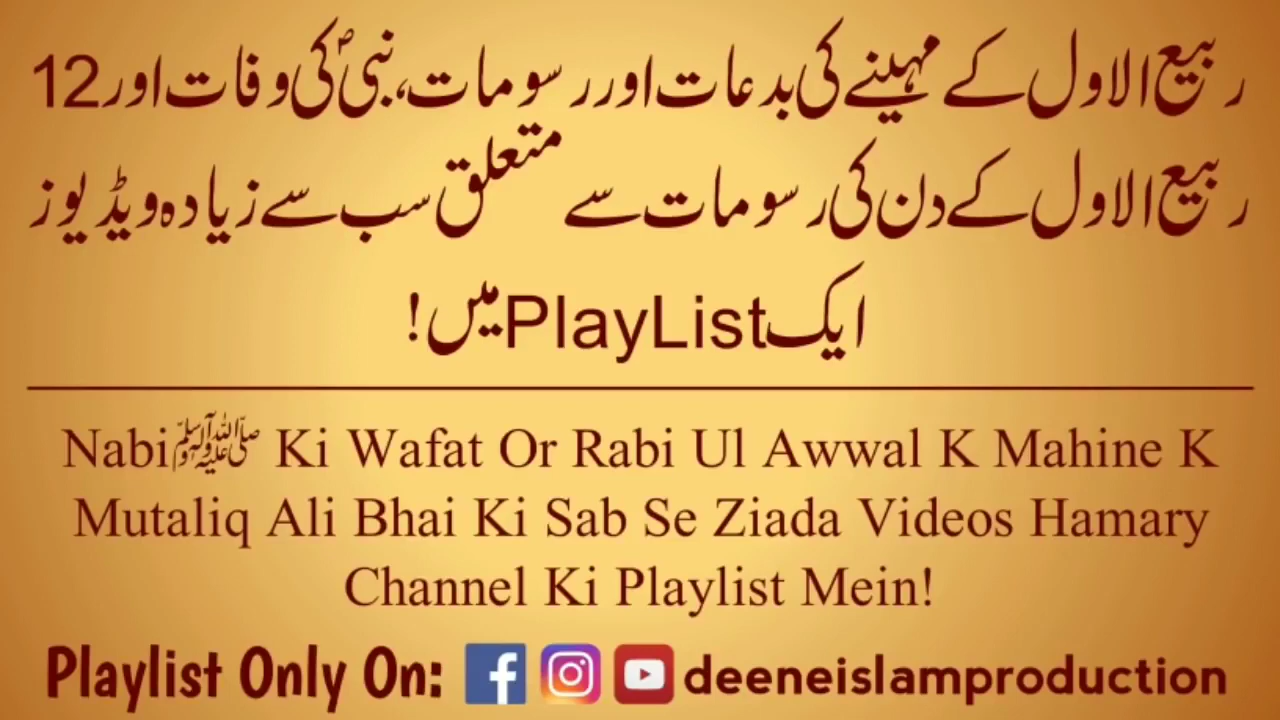 ربیع الاول کے مہینے کی بدعات اور رسومات، نبیؐ کی وفات اور 12
ربیع الاول کے دن کی رسومات سے متعلق سب سے زیادہ ویڈیوز
ایک PlayList میں!
Nabi ﷺ Ki Wafat Or Rabi Ul Awwal K Mahine K
Mutaliq Ali Bhai Ki Sab Se Ziada Videos Hamary
Channel Ki Playlist Mein!
Playlist Only On: deeneislamproduction